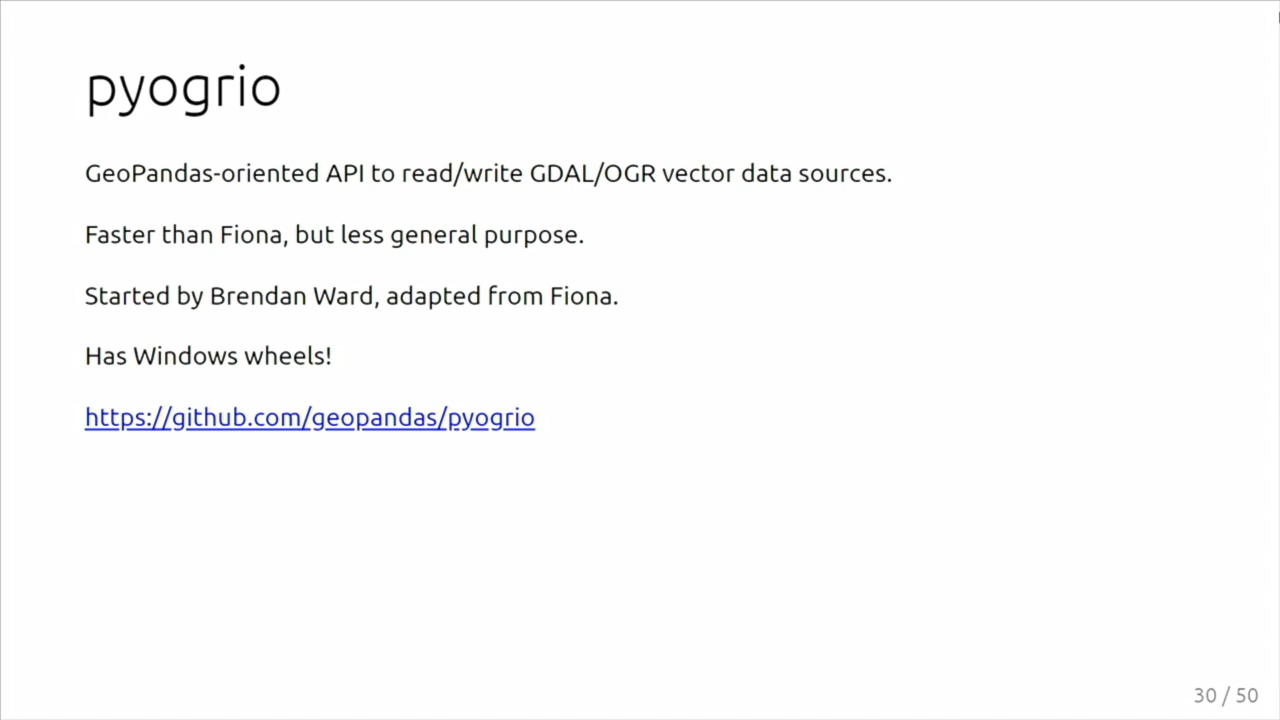 pyogrio
GeoPandas-oriented API to read/write GDAL/OGR vector data sources.
Faster than Fiona, but less general purpose.
Started by Brendan Ward, adapted from Fiona.
Has Windows wheels!
https://github.com/geopandas/pyogrio
30 / 50